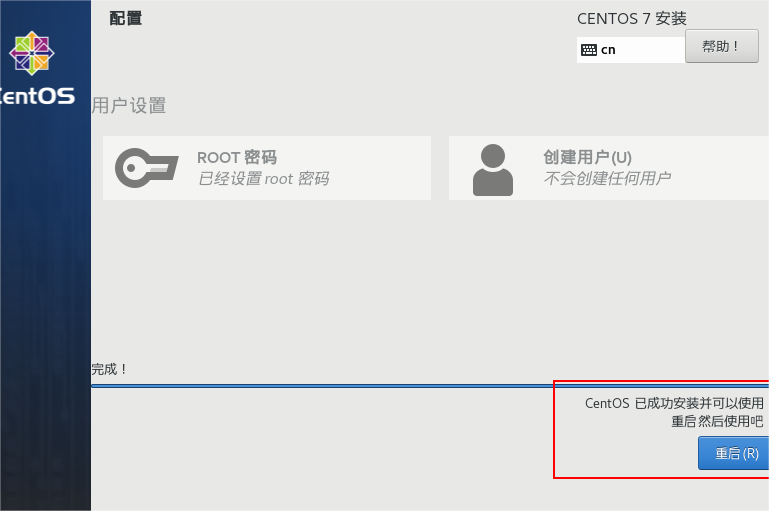 配置
CENTOS 7 安装
cn
帮助！
CentOS
用户设置
ROOT 密码
已经设置 root 密码
创建用户(U)
不会创建任何用户
完成！
CentOS 已成功安装并可以使用
重启然后使用吧
重启(R)